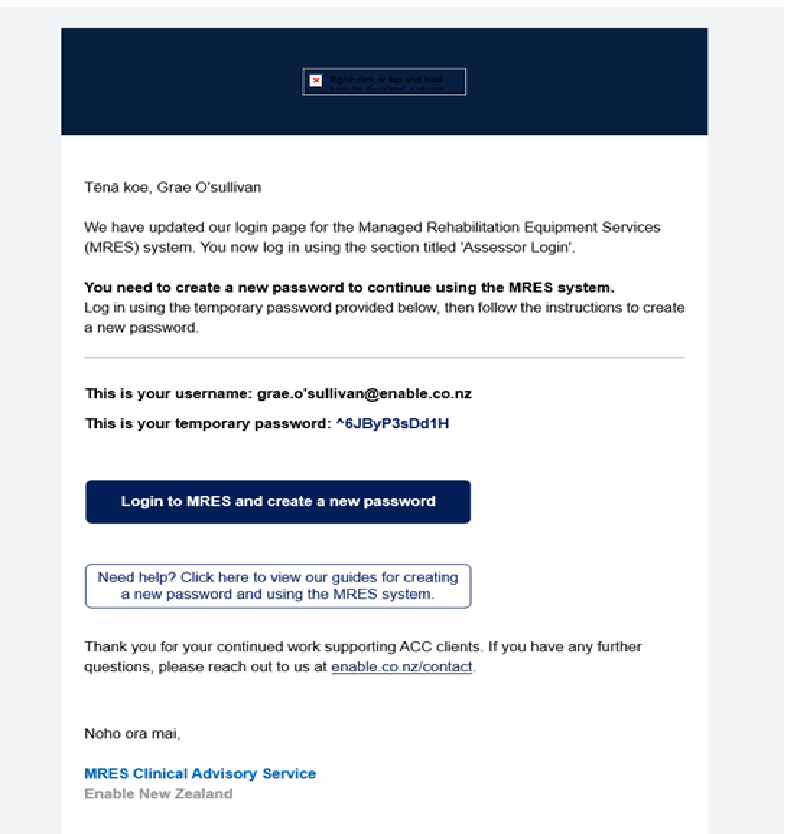 Right-click or tap and hold
Tēnā koe, Grae O'sullivan
We have updated our login page for the Managed Rehabilitation Equipment Services
(MRES) system. You now log in using the section titled 'Assessor Login'.
You need to create a new password to continue using the MRES system.
Log in using the temporary password provided below, then follow the instructions to create
a new password.
This is your username: grae.o'sullivan@enable.co.nz
This is your temporary password: ^6JByP3sDd1H
Login to MRES and create a new password
Need help? Click here to view our guides for creating
a new password and using the MRES system.
Thank you for your continued work supporting ACC clients. If you have any further
questions, please reach out to us at enable.co.nz/contact.
Noho ora mai,
MRES Clinical Advisory Service
Enable New Zealand